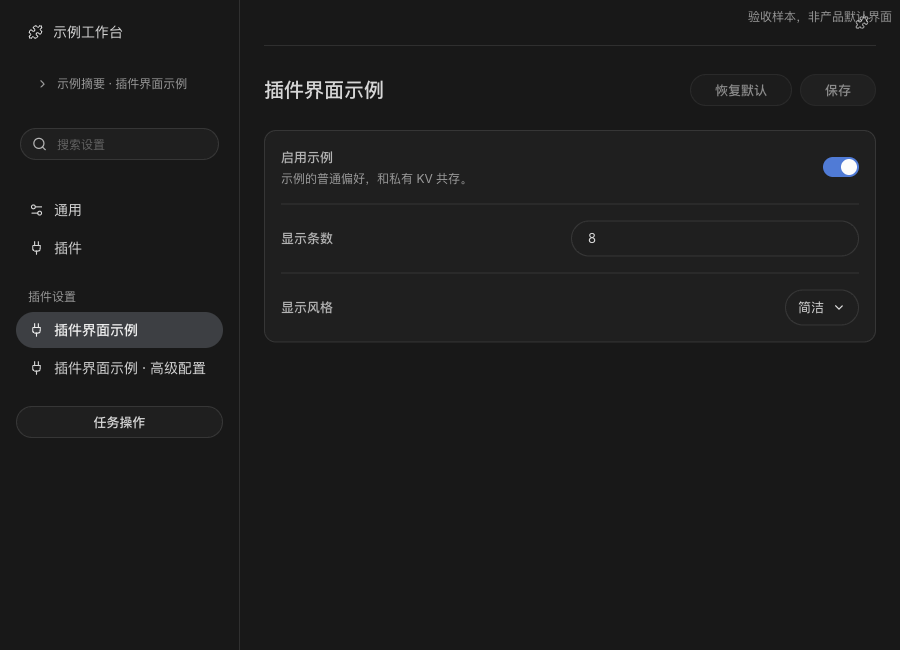 示例工作台
示例摘要 · 插件界面示例
搜索设置
通用
插件
插件设置
插件界面示例
插件界面示例 · 高级配置
任务操作
验收样本，非产品默认界面
插件界面示例
恢复默认
保存
启用示例
示例的普通偏好，和私有 KV 共存。
显示条数
8
显示风格
简洁